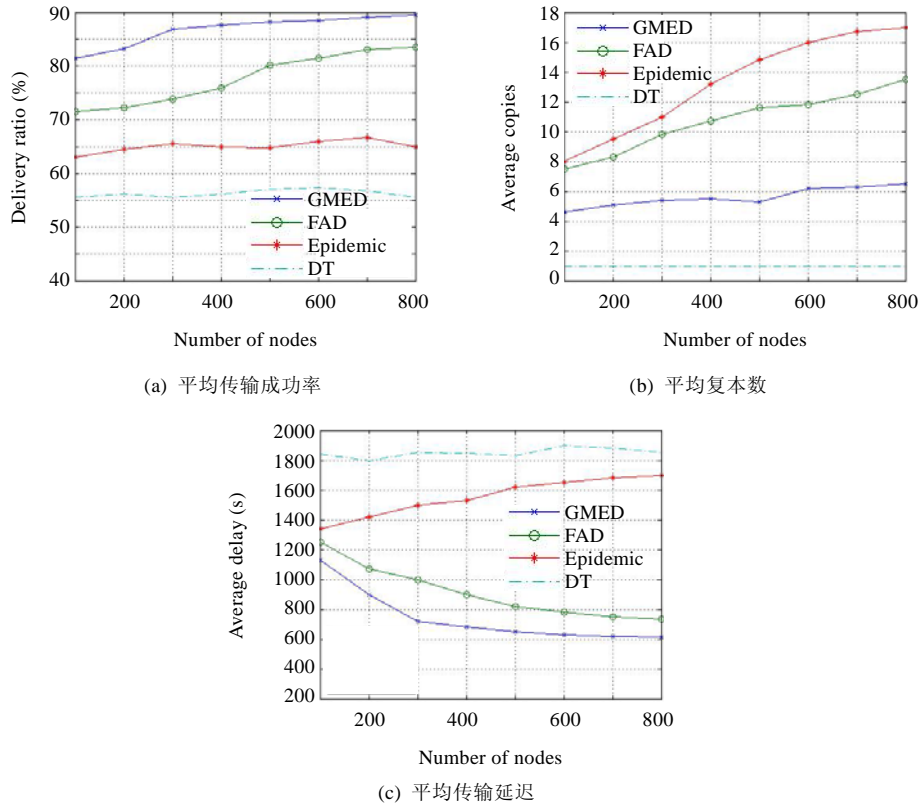 90
80
70
60
50
40
Delivery ratio (%)
GMED
FAD
Epidemic
DT
200 400 600 800
Number of nodes
(a) 平均传输成功率
18
16
14
12
10
8
6
4
2
0
Average copies
GMED
FAD
Epidemic
DT
200 400 600 800
Number of nodes
(b) 平均复本数
2000
1800
1600
1400
1200
1000
800
600
400
200
Average delay (s)
GMED
FAD
Epidemic
DT
200 400 600 800
Number of nodes
(c) 平均传输延迟